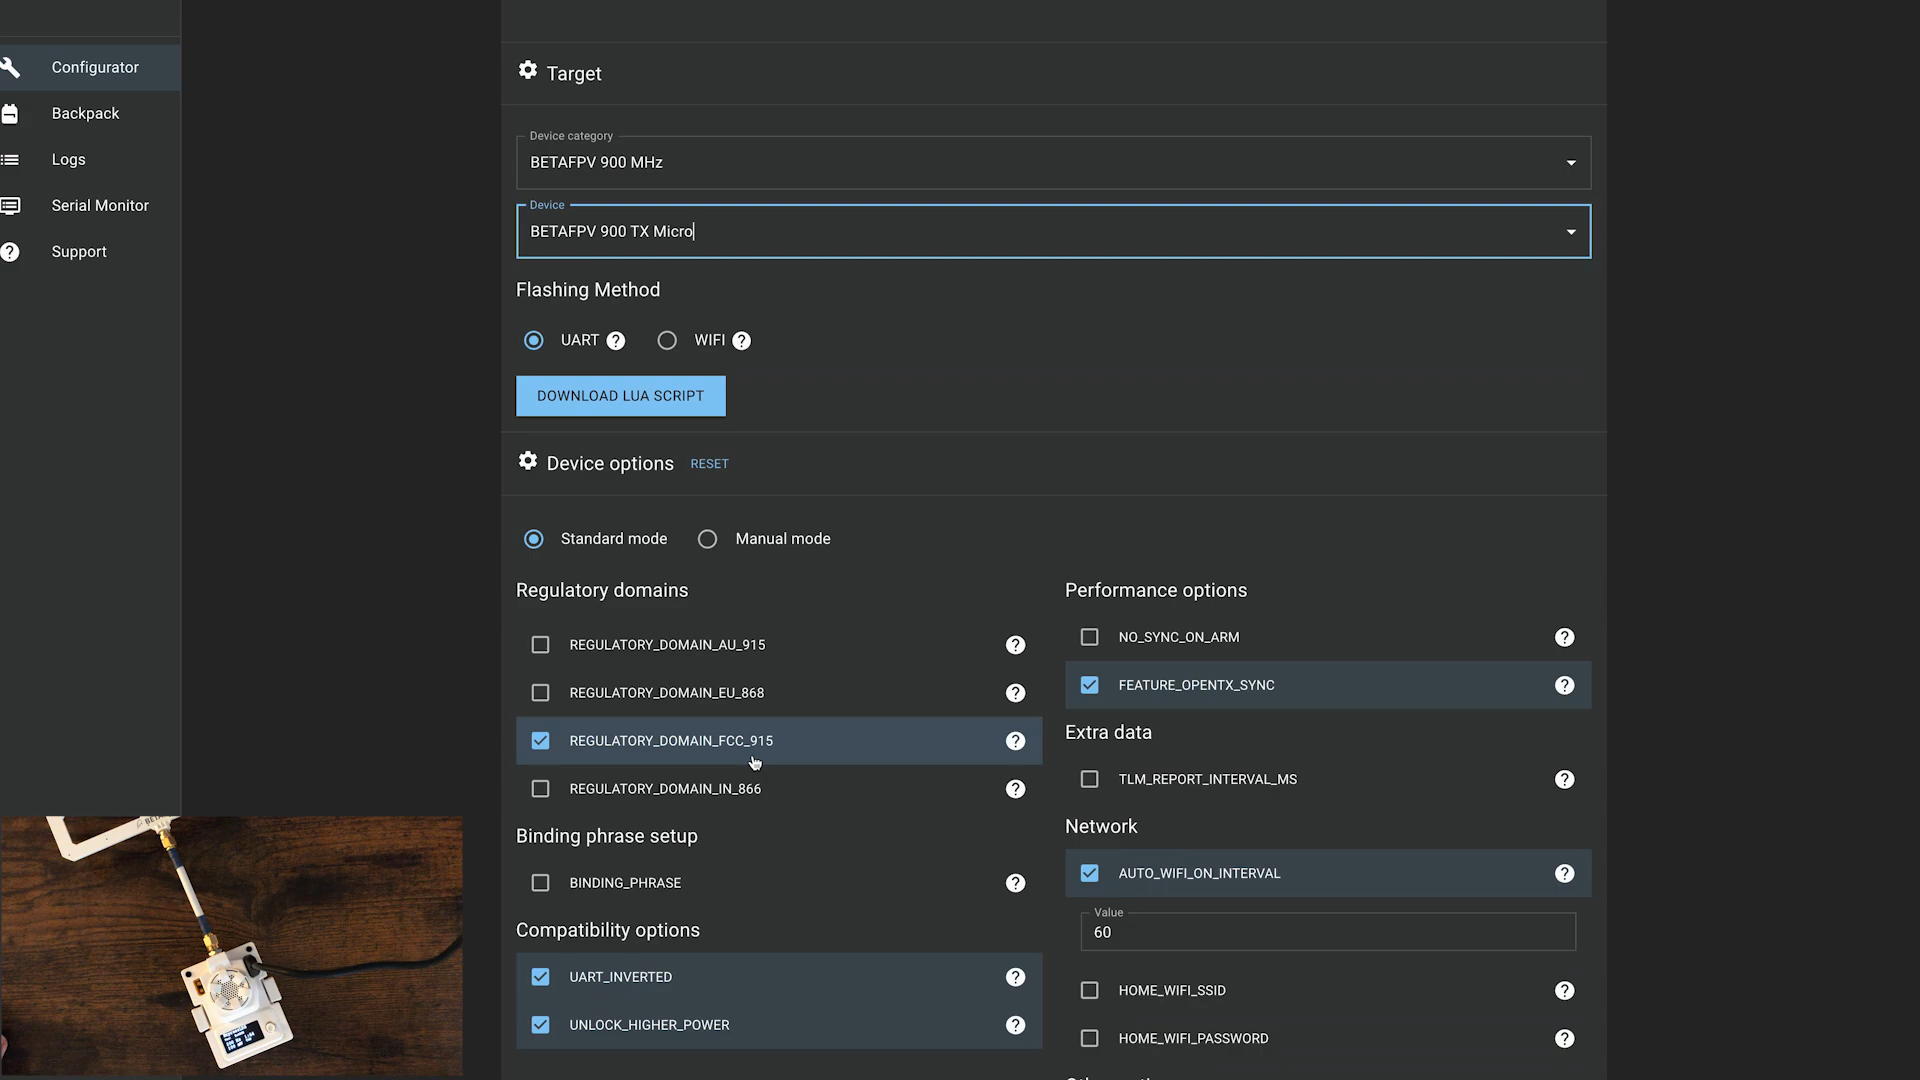 Configurator
Backpack
Logs
Serial Monitor
Support
Target
Device category
BETAFPV 900 MHz
Device
BETAFPV 900 TX Micro
Flashing Method
UART
WIFI
DOWNLOAD LUA SCRIPT
Device options RESET
Standard mode
Manual mode
Regulatory domains
REGULATORY_DOMAIN_AU_915
REGULATORY_DOMAIN_EU_868
REGULATORY_DOMAIN_FCC_915
REGULATORY_DOMAIN_IN_866
Binding phrase setup
BINDING_PHRASE
Compatibility options
UART_INVERTED
UNLOCK_HIGHER_POWER
Performance options
NO_SYNC_ON_ARM
FEATURE_OPENTX_SYNC
Extra data
TLM_REPORT_INTERVAL_MS
Network
AUTO_WIFI_ON_INTERVAL
Value
60
HOME_WIFI_SSID
HOME_WIFI_PASSWORD